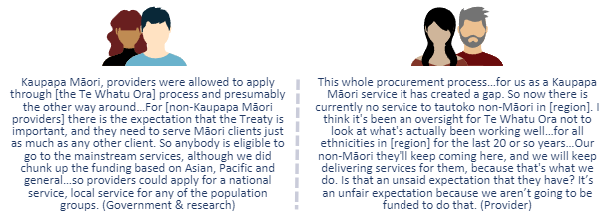 Kaupapa Māori, providers were allowed to apply
through [the Te Whatu Ora] process and presumably
the other way around...For [non-Kaupapa Māori
providers] there is the expectation that the Treaty is
important, and they need to serve Māori clients just
as much as any other client. So anybody is eligible to
go to the mainstream services, although we did
chunk up the funding based on Asian, Pacific and
general...so providers could apply for a national
service, local service for any of the population
groups. (Government & research)
This whole procurement process...for us as a Kaupapa
Māori service it has created a gap. So now there is
currently no service to tautoko non-Māori in [region]. I
think it's been an oversight for Te Whatu Ora not to
look at what's actually been working well...for all
ethnicities in [region] for the last 20 or so years...Our
non-Māori they'll keep coming here, and we will keep
delivering services for them, because that's what we
do. Is that an unsaid expectation that they have? It's
an unfair expectation because we aren't going to be
funded to do that. (Provider)